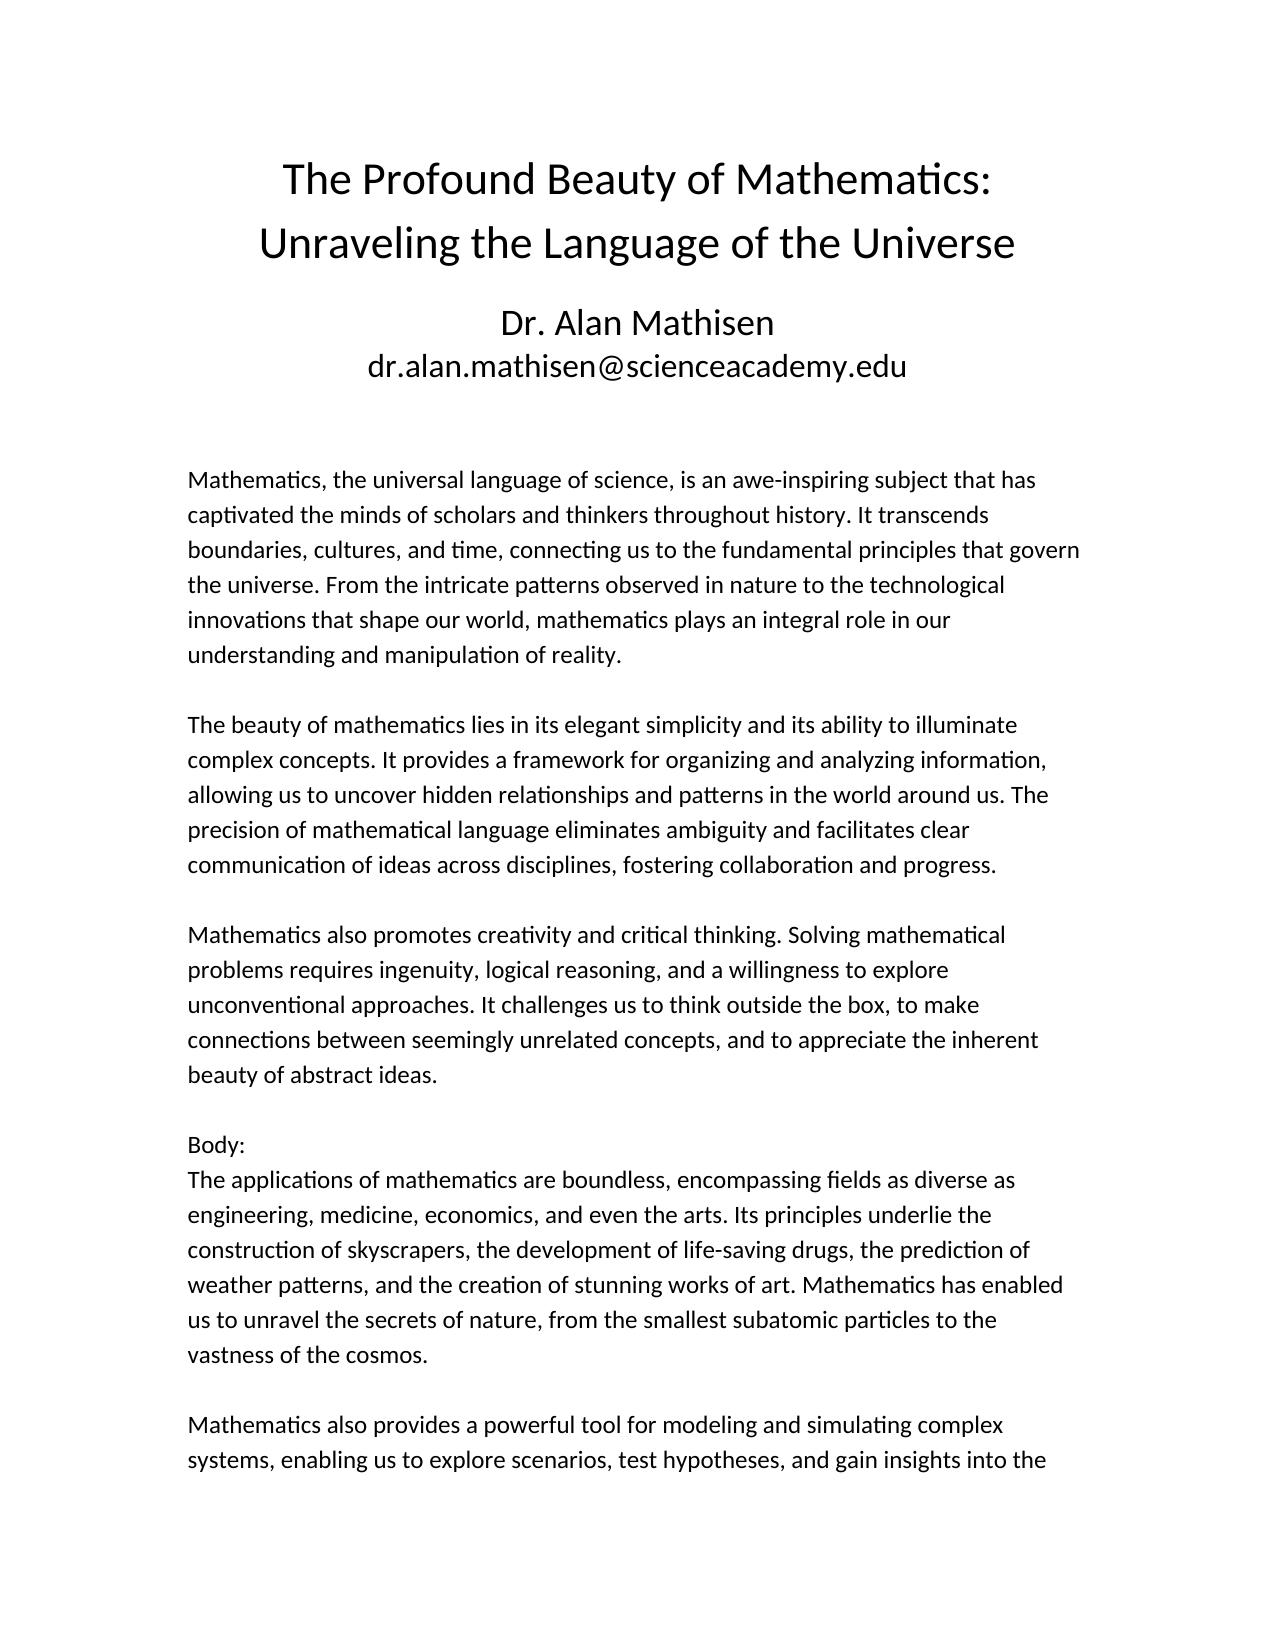 The Profound Beauty of Mathematics:
Unraveling the Language of the Universe
Dr. Alan Mathisen
dr.alan.mathisen@scienceacademy.edu
Mathematics, the universal language of science, is an awe-inspiring subject that has
captivated the minds of scholars and thinkers throughout history. It transcends
boundaries, cultures, and time, connecting us to the fundamental principles that govern
the universe. From the intricate patterns observed in nature to the technological
innovations that shape our world, mathematics plays an integral role in our
understanding and manipulation of reality.
The beauty of mathematics lies in its elegant simplicity and its ability to illuminate
complex concepts. It provides a framework for organizing and analyzing information,
allowing us to uncover hidden relationships and patterns in the world around us. The
precision of mathematical language eliminates ambiguity and facilitates clear
communication of ideas across disciplines, fostering collaboration and progress.
Mathematics also promotes creativity and critical thinking. Solving mathematical
problems requires ingenuity, logical reasoning, and a willingness to explore
unconventional approaches. It challenges us to think outside the box, to make
connections between seemingly unrelated concepts, and to appreciate the inherent
beauty of abstract ideas.
Body:
The applications of mathematics are boundless, encompassing fields as diverse as
engineering, medicine, economics, and even the arts. Its principles underlie the
construction of skyscrapers, the development of life-saving drugs, the prediction of
weather patterns, and the creation of stunning works of art. Mathematics has enabled
us to unravel the secrets of nature, from the smallest subatomic particles to the
vastness of the cosmos.
Mathematics also provides a powerful tool for modeling and simulating complex
systems, enabling us to explore scenarios, test hypotheses, and gain insights into the